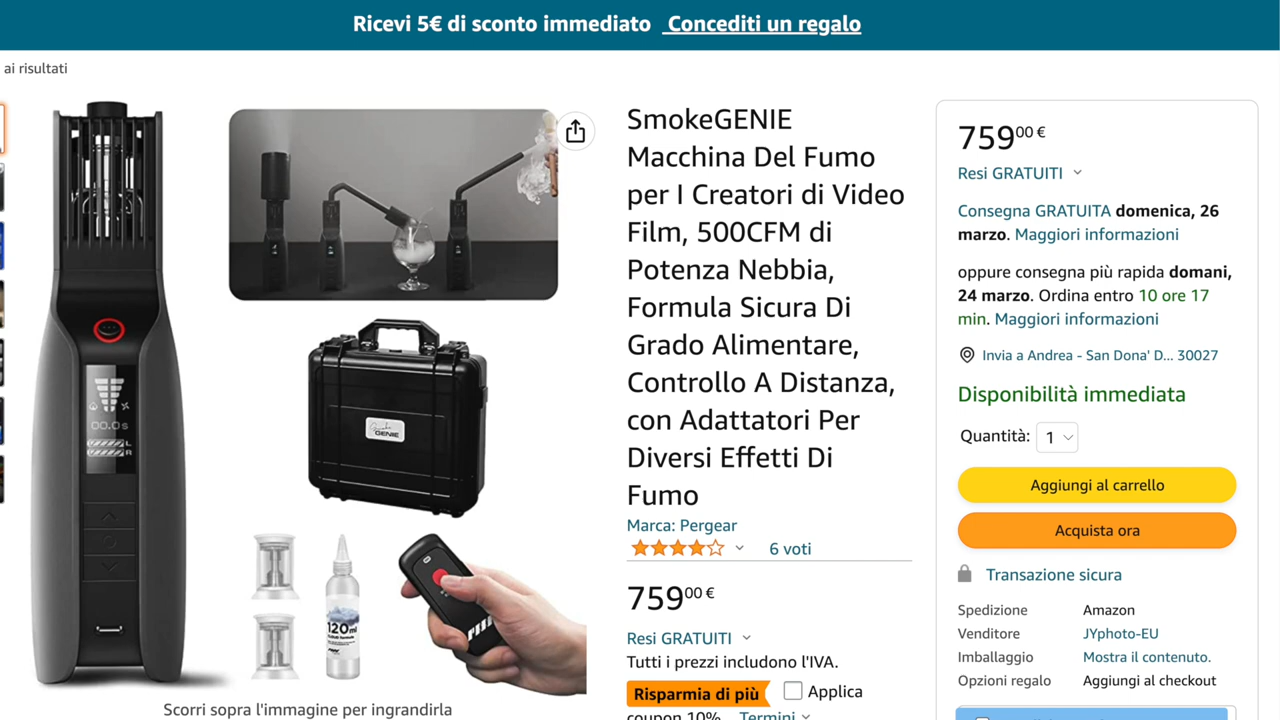 Ricevi 5€ di sconto immediato Concediti un regalo
ai risultati
SmokeGENIE
Macchina Del Fumo
per I Creatori di Video
Film, 500CFM di
Potenza Nebbia,
Formula Sicura Di
Grado Alimentare,
Controllo A Distanza,
con Adattatori Per
Diversi Effetti Di
Fumo
Marca: Pergear
6 voti
759,00 €
Resi GRATUITI
Tutti i prezzi includono l'IVA.
Risparmia di più Applica
coupon 10% Termini
759,00 €
Resi GRATUITI
Consegna GRATUITA domenica, 26
marzo. Maggiori informazioni
oppure consegna più rapida domani,
24 marzo. Ordina entro 10 ore 17
min. Maggiori informazioni
Invia a Andrea - San Dona' D... 30027
Disponibilità immediata
Quantità: 1
Aggiungi al carrello
Acquista ora
Transazione sicura
Spedizione Amazon
Venditore JYphoto-EU
Imballaggio Mostra il contenuto.
Opzioni regalo Aggiungi al checkout
00.0s
L
R
GENIE
120ml
Scorri sopra l'immagine per ingrandirla